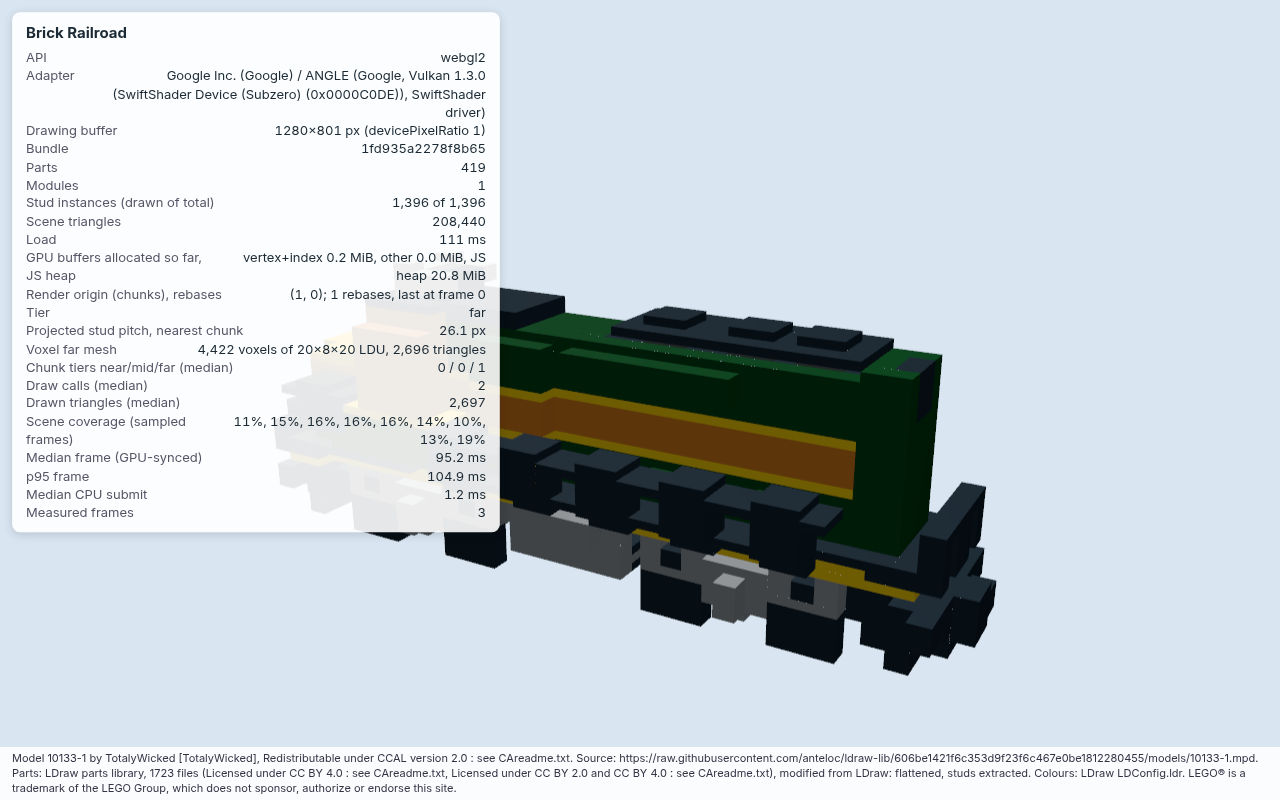 Brick Railroad
API webgl2
Adapter Google Inc. (Google) / ANGLE (Google, Vulkan 1.3.0
(SwiftShader Device (Subzero) (0x0000C0DE)), SwiftShader
driver)
Drawing buffer 1280×801 px (devicePixelRatio 1)
Bundle 1fd935a2278f8b65
Parts 419
Modules 1
Stud instances (drawn of total) 1,396 of 1,396
Scene triangles 208,440
Load 111 ms
GPU buffers allocated so far, vertex+index 0.2 MiB, other 0.0 MiB, JS
JS heap heap 20.8 MiB
Render origin (chunks), rebases (1, 0); 1 rebases, last at frame 0
Tier far
Projected stud pitch, nearest chunk 26.1 px
Voxel far mesh 4,422 voxels of 20×8×20 LDU, 2,696 triangles
Chunk tiers near/mid/far (median) 0 / 0 / 1
Draw calls (median) 2
Drawn triangles (median) 2,697
Scene coverage (sampled 11%, 15%, 16%, 16%, 16%, 14%, 10%,
frames) 13%, 19%
Median frame (GPU-synced) 95.2 ms
p95 frame 104.9 ms
Median CPU submit 1.2 ms
Measured frames 3
Model 10133-1 by TotalyWicked [TotalyWicked], Redistributable under CCAL version 2.0 : see CAreadme.txt. Source: https://raw.githubusercontent.com/anteloc/ldraw-lib/606be1421f6c353d9f23f6c467e0be1812280455/models/10133-1.mpd.
Parts: LDraw parts library, 1723 files (Licensed under CC BY 4.0 : see CAreadme.txt, Licensed under CC BY 2.0 and CC BY 4.0 : see CAreadme.txt), modified from LDraw: flattened, studs extracted. Colours: LDraw LDConfig.ldr. LEGO® is a
trademark of the LEGO Group, which does not sponsor, authorize or endorse this site.